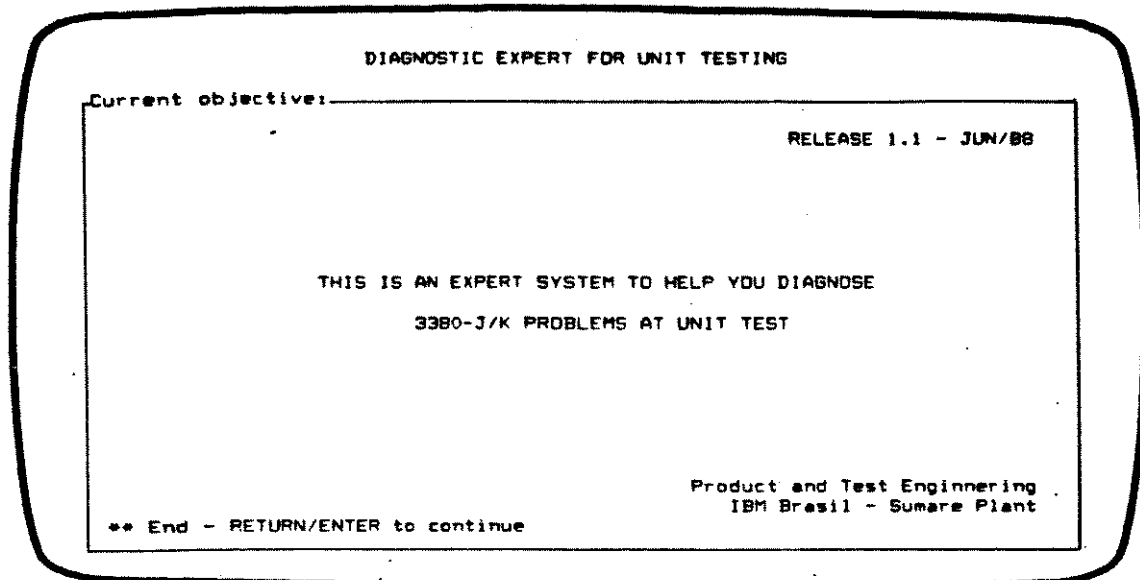 DIAGNOSTIC EXPERT FOR UNIT TESTING
Current objective:
RELEASE 1.1 - JUN/88
THIS IS AN EXPERT SYSTEM TO HELP YOU DIAGNOSE
3380-J/K PROBLEMS AT UNIT TEST
Product and Test Enginnering
IBM Brasil - Sumare Plant
** End - RETURN/ENTER to continue